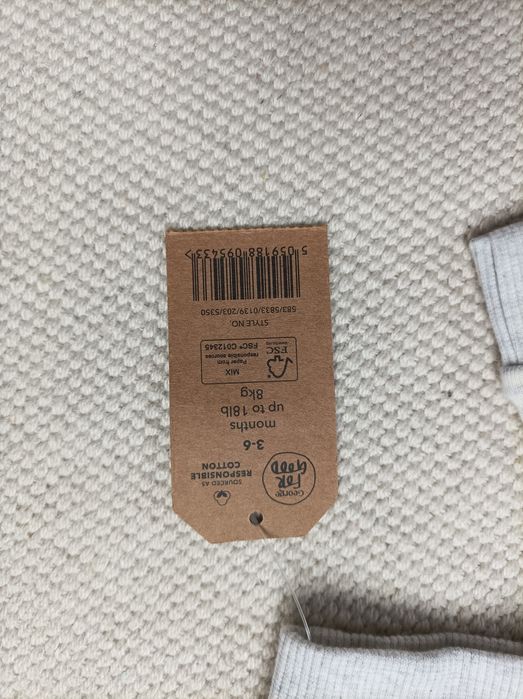 George
FOR
GOOD
SOURCED AS
RESPONSIBLE
COTTON
3-6
months
up to 18lb
8kg
FSC
MIX
Paper from
responsible sources
FSC® C012345
STYLE NO.
583/5833/0139/203/5350
5 059188 095433 >